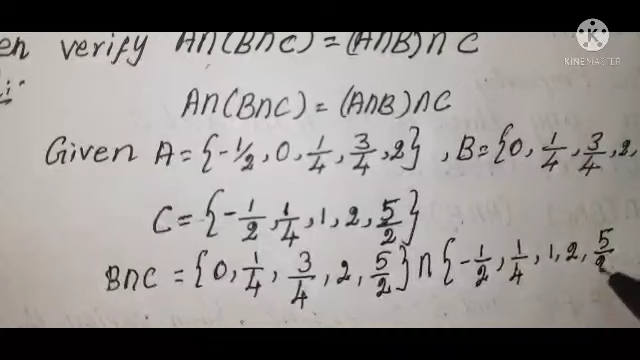 verify A∩(B∩C) = (A∩B)∩C
KINEMASTER
A∩(B∩C) = (A∩B)∩C
Given A = {-1/2, 0, 1/4, 3/4, 2}, B = {0, 1/4, 3/4, 2,
C = {-1/2, 1/4, 1, 2, 5/2}
B∩C = {0, 1/4, 3/4, 2, 5/2} ∩ {-1/2, 1/4, 1, 2, 5/2